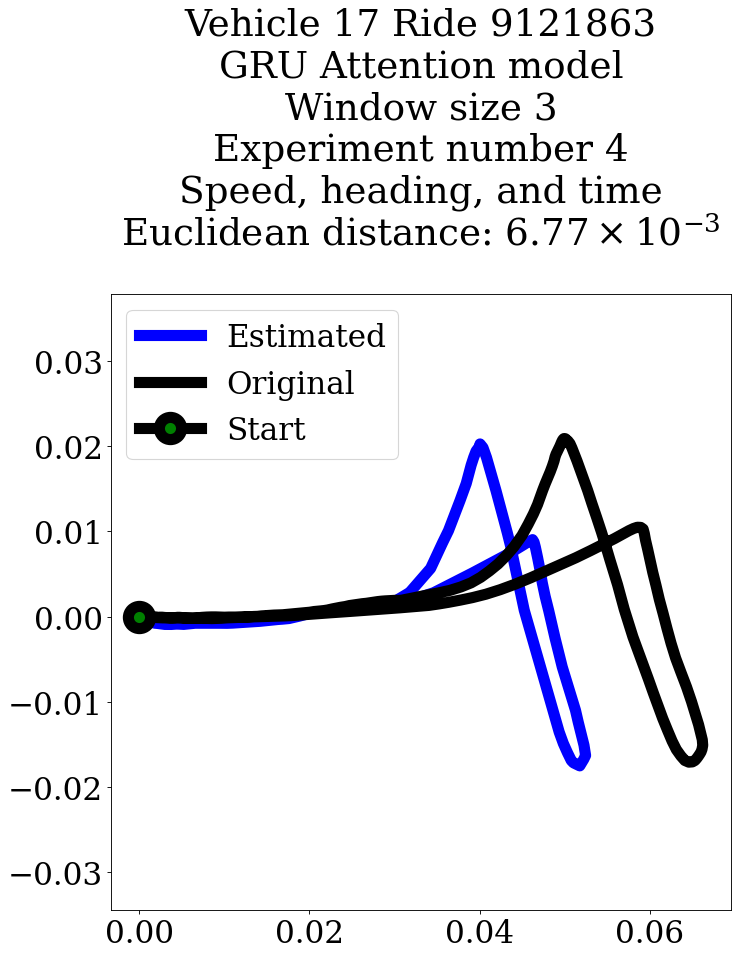 Vehicle 17 Ride 9121863
GRU Attention model
Window size 3
Experiment number 4
Speed, heading, and time
Euclidean distance: 6.77 × 10⁻³
Estimated
Original
Start
0.03
0.02
0.01
0.00
−0.01
−0.02
−0.03
0.00 0.02 0.04 0.06